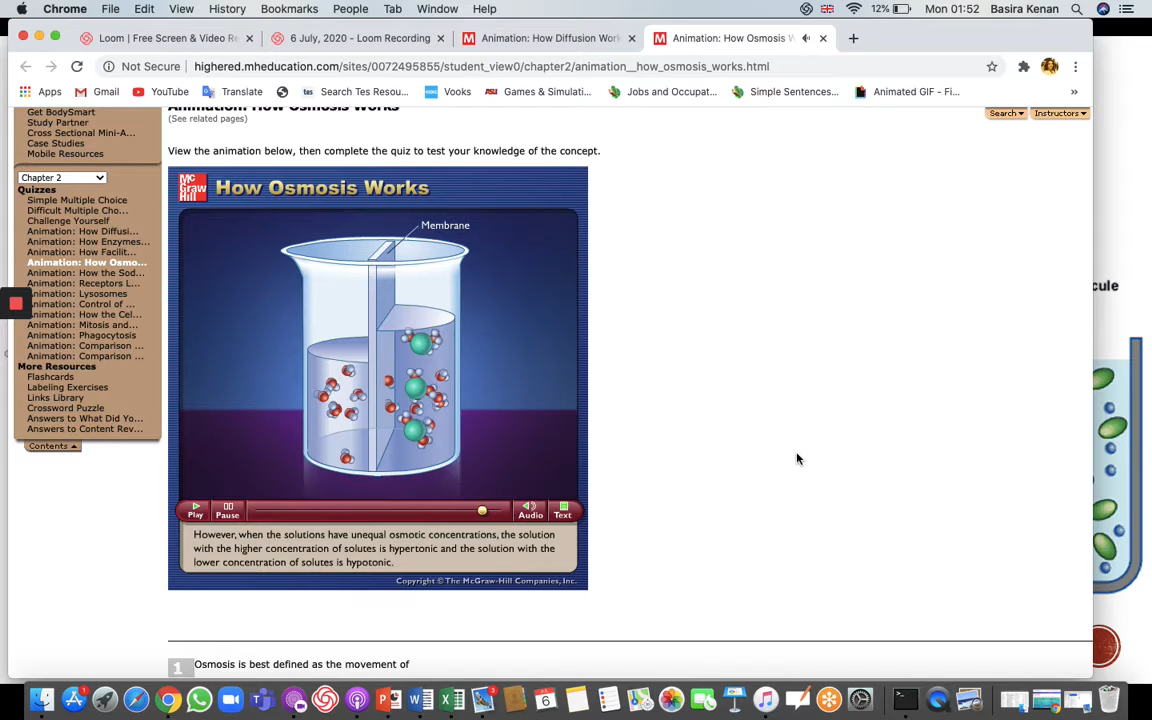 Chrome File Edit View History Bookmarks People Tab Window Help 12% Mon 01:52 Basira Kenan
Loom | Free Screen & Video Re
6 July, 2020 - Loom Recording
Animation: How Diffusion Work
Animation: How Osmosis W
Not Secure highered.mheducation.com/sites/0072495855/student_view0/chapter2/animation__how_osmosis_works.html
Apps Gmail YouTube Translate Search Tes Resou... Vooks ASU Games & Simulati... Jobs and Occupat... Simple Sentences... Animated GIF - Fi... »
Animation: How Osmosis Works
(See related pages)
Search Instructors
View the animation below, then complete the quiz to test your knowledge of the concept.
Get BodySmart
Study Partner
Cross Sectional Mini-A...
Case Studies
Mobile Resources
Chapter 2
Quizzes
Simple Multiple Choice
Difficult Multiple Cho...
Challenge Yourself
Animation: How Diffusi...
Animation: How Enzymes...
Animation: How Facilit...
Animation: How Osmo...
Animation: How the Sod...
Animation: Receptors L...
Animation: Lysosomes
Animation: Control of ...
Animation: How the Cel...
Animation: Mitosis and...
Animation: Phagocytosis
Animation: Comparison ...
Animation: Comparison ...
More Resources
Flashcards
Labeling Exercises
Links Library
Crossword Puzzle
Answers to What Did Yo...
Answers to Content Rev...
Contents
Mc
Graw
Hill
How Osmosis Works
Membrane
Play Pause Audio Text
However, when the solutions have unequal osmotic concentrations, the solution
with the higher concentration of solutes is hypertonic and the solution with the
lower concentration of solutes is hypotonic.
Copyright © The McGraw-Hill Companies, Inc.
1 Osmosis is best defined as the movement of
cule